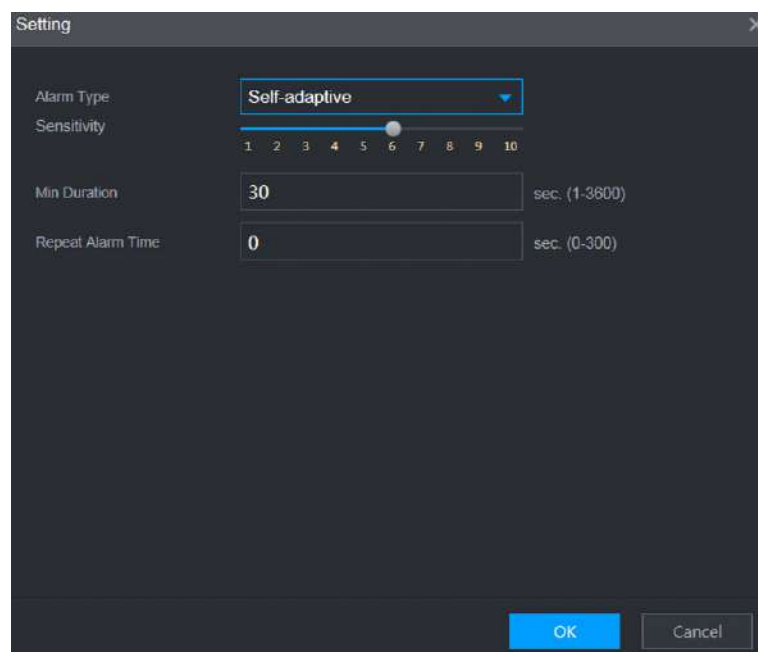 Setting
Alarm Type Self-adaptive
Sensitivity
1 2 3 4 5 6 7 8 9 10
Min Duration 30 sec. (1-3600)
Repeat Alarm Time 0 sec. (0-300)
OK Cancel